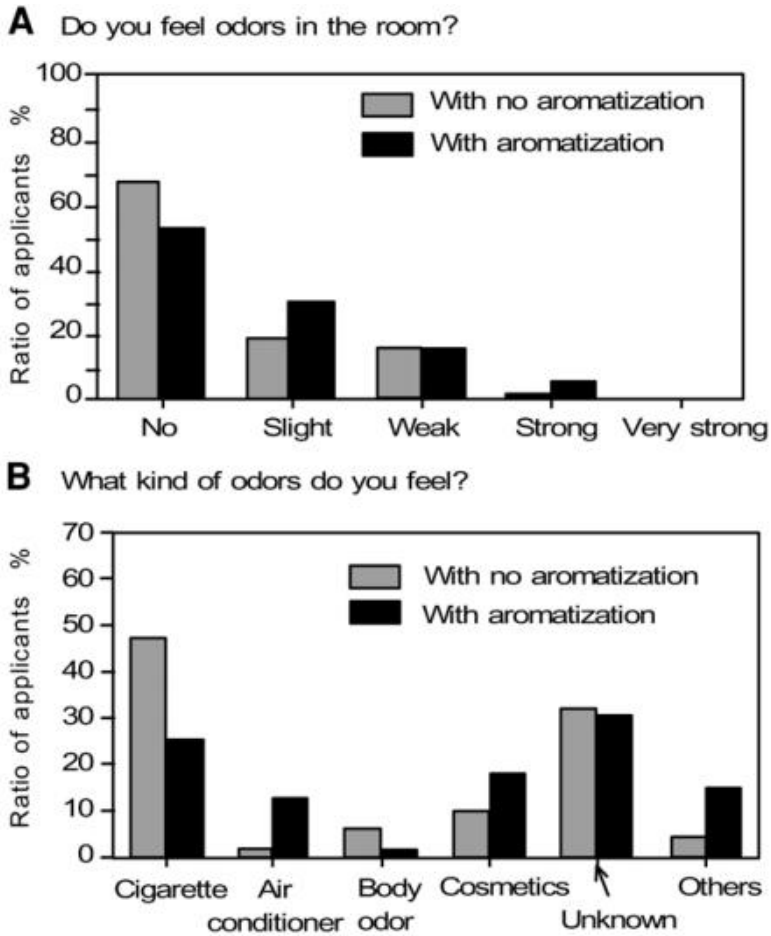 A Do you feel odors in the room?
100
80
60
40
20
0
Ratio of applicants %
With no aromatization
With aromatization
No Slight Weak Strong Very strong
B What kind of odors do you feel?
70
60
50
40
30
20
10
0
Ratio of applicants %
With no aromatization
With aromatization
Cigarette Air Body Cosmetics Others
conditioner odor Unknown